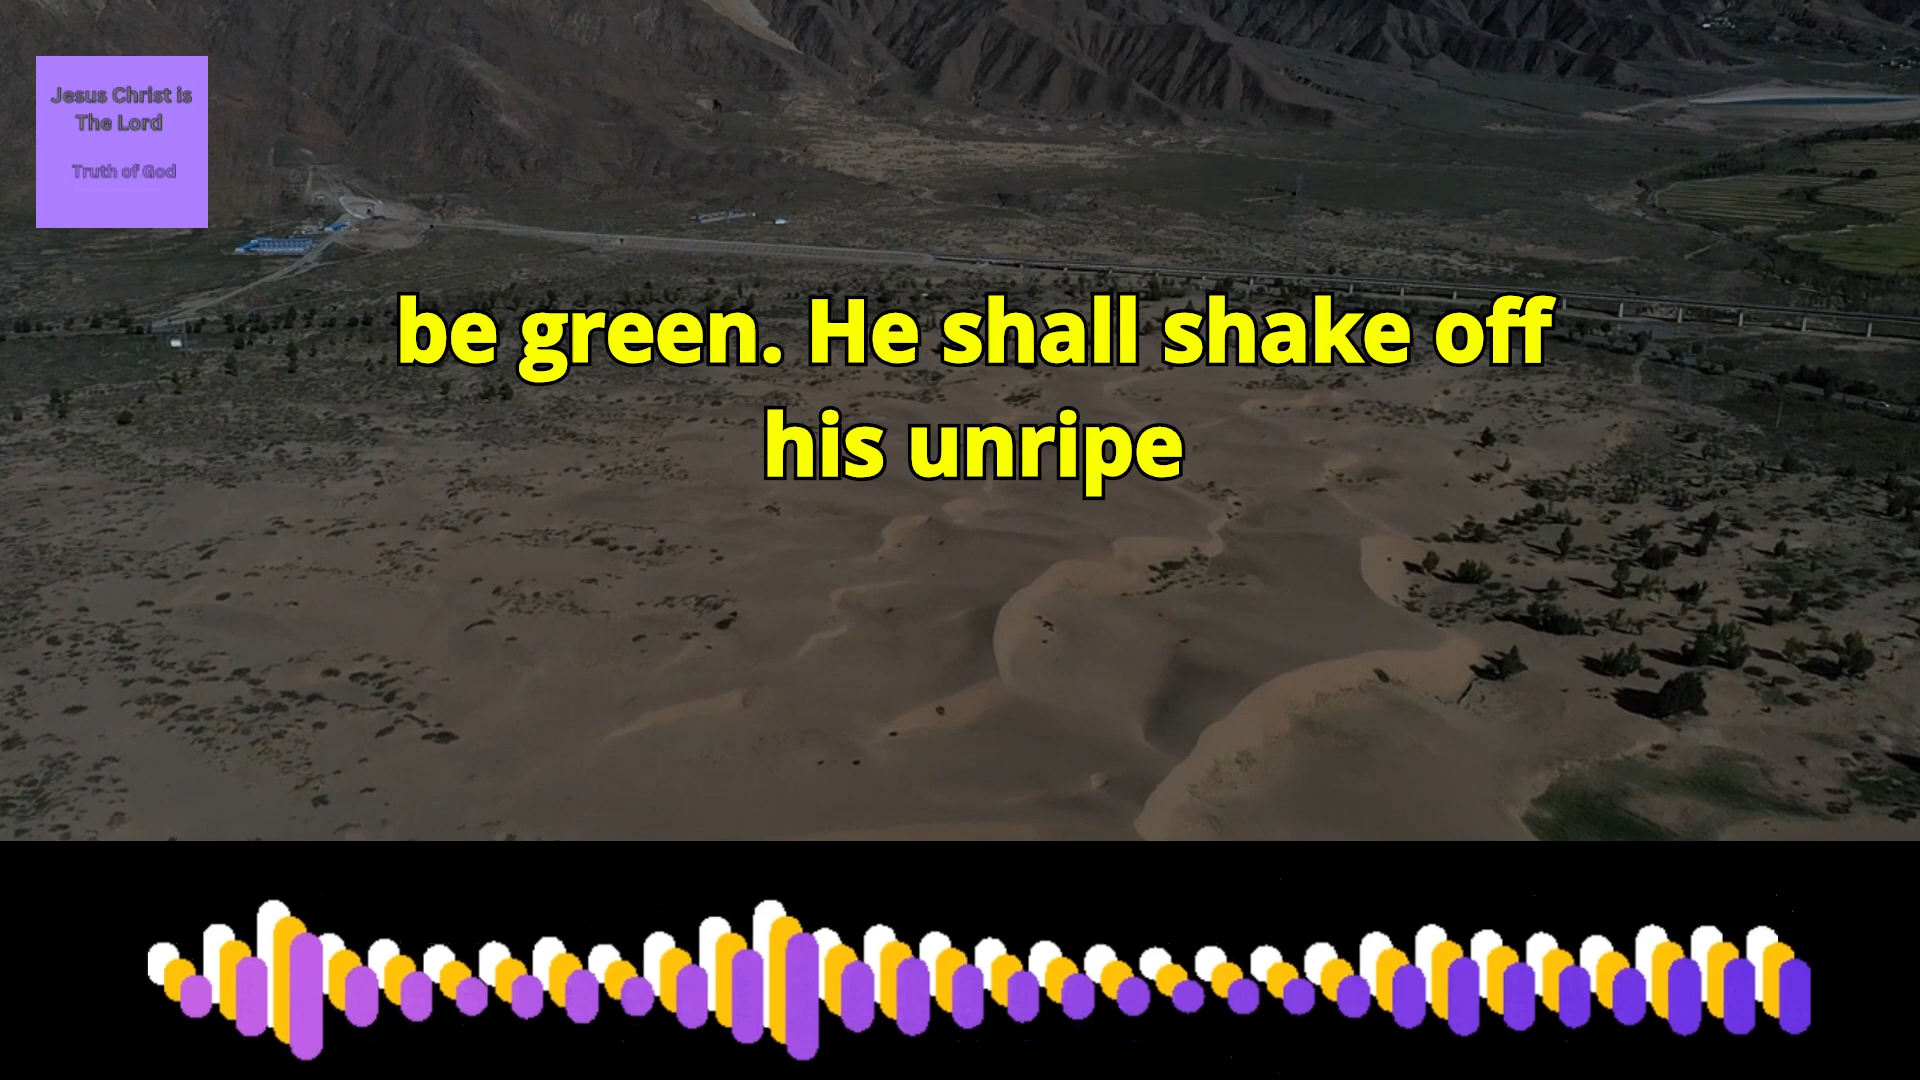 Jesus Christ is
The Lord
Truth of God
be green. He shall shake off
his unripe